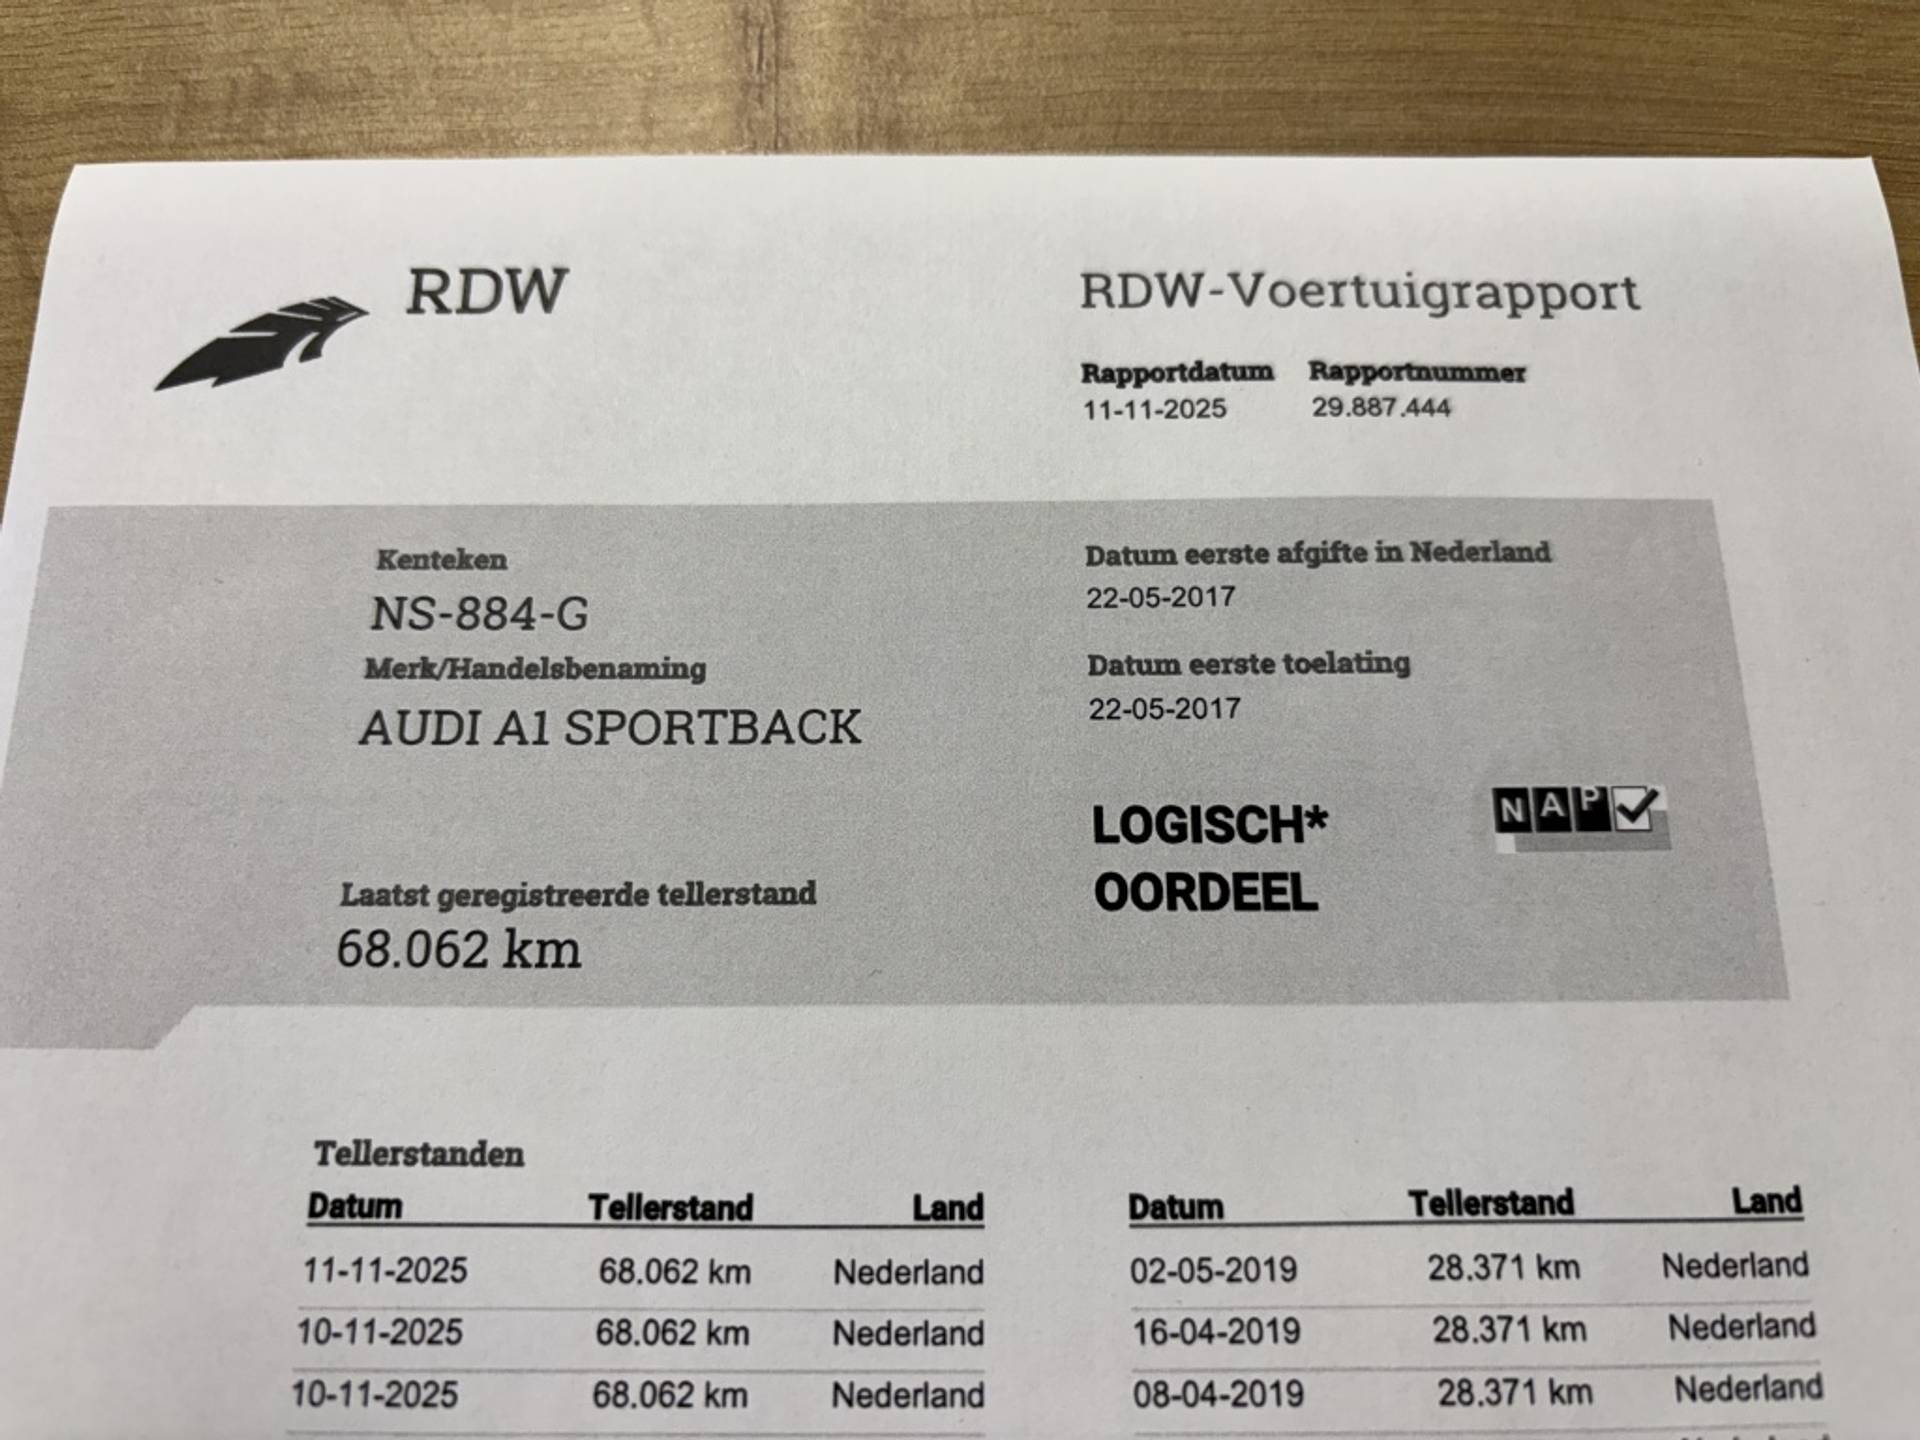 RDW
RDW-Voertuigrapport
Rapportdatum Rapportnummer
11-11-2025 29.887.444
Kenteken
NS-884-G
Merk/Handelsbenaming
AUDI A1 SPORTBACK
Laatst geregistreerde tellerstand
68.062 km
Datum eerste afgifte in Nederland
22-05-2017
Datum eerste toelating
22-05-2017
LOGISCH*
OORDEEL
NAP
Tellerstanden
Datum Tellerstand Land
11-11-2025 68.062 km Nederland
10-11-2025 68.062 km Nederland
10-11-2025 68.062 km Nederland
Datum Tellerstand Land
02-05-2019 28.371 km Nederland
16-04-2019 28.371 km Nederland
08-04-2019 28.371 km Nederland